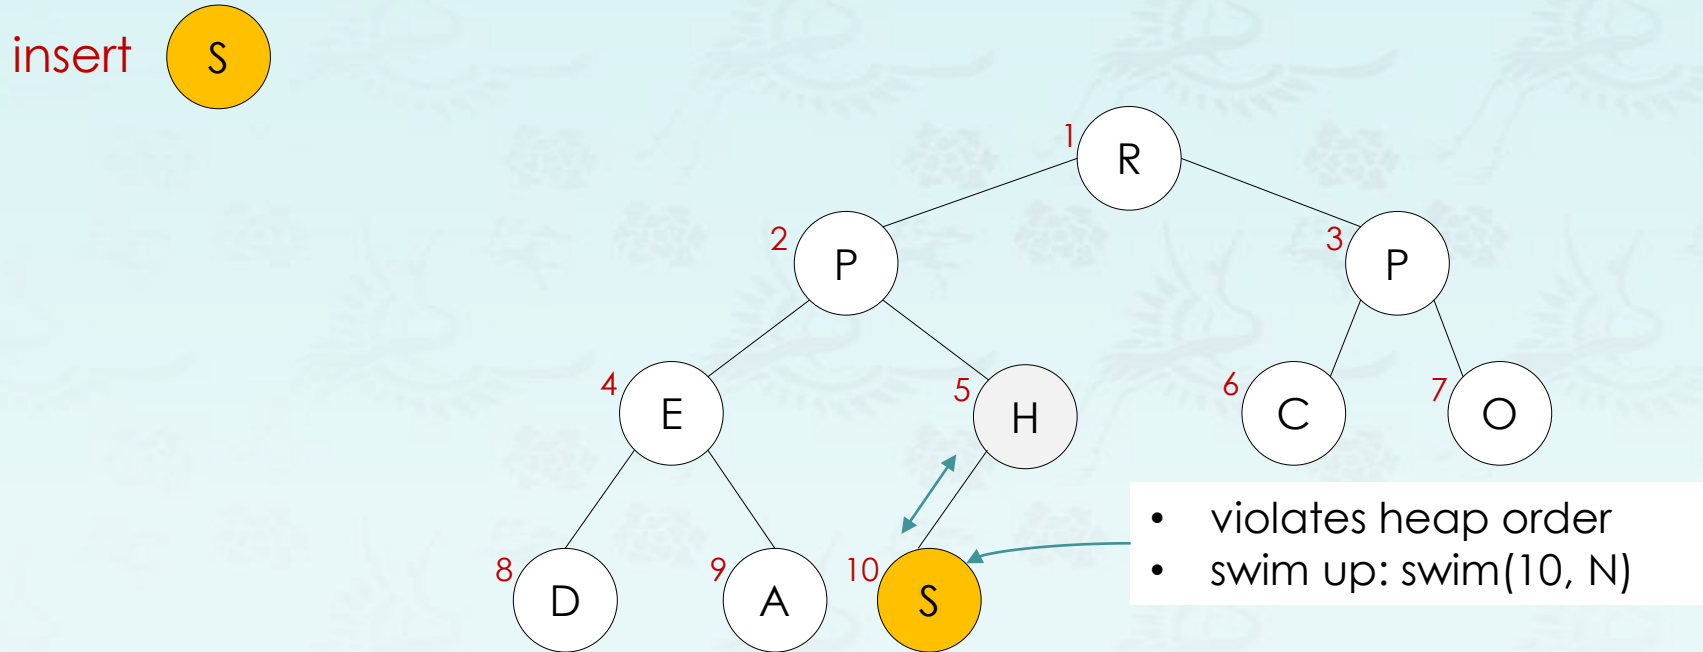 insert S
1 R
2 P 3 P
4 E 5 H 6 C 7 O
8 D 9 A 10 S
• violates heap order
• swim up: swim(10, N)